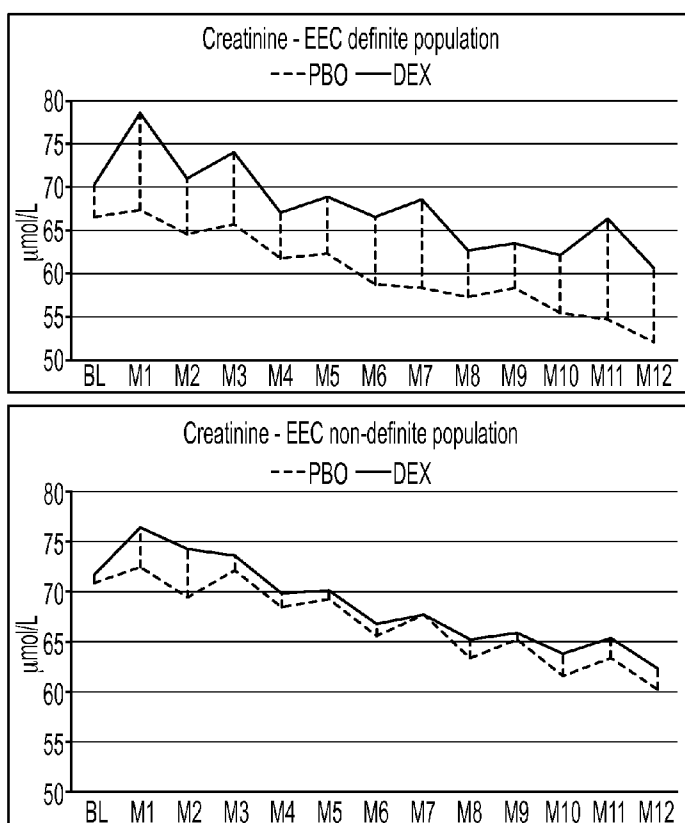 Creatinine - EEC definite population
---PBO —DEX
80
75
70
65
60
55
50
μmol/L
BL M1 M2 M3 M4 M5 M6 M7 M8 M9 M10 M11 M12
Creatinine - EEC non-definite population
---PBO —DEX
80
75
70
65
60
55
50
μmol/L
BL M1 M2 M3 M4 M5 M6 M7 M8 M9 M10 M11 M12